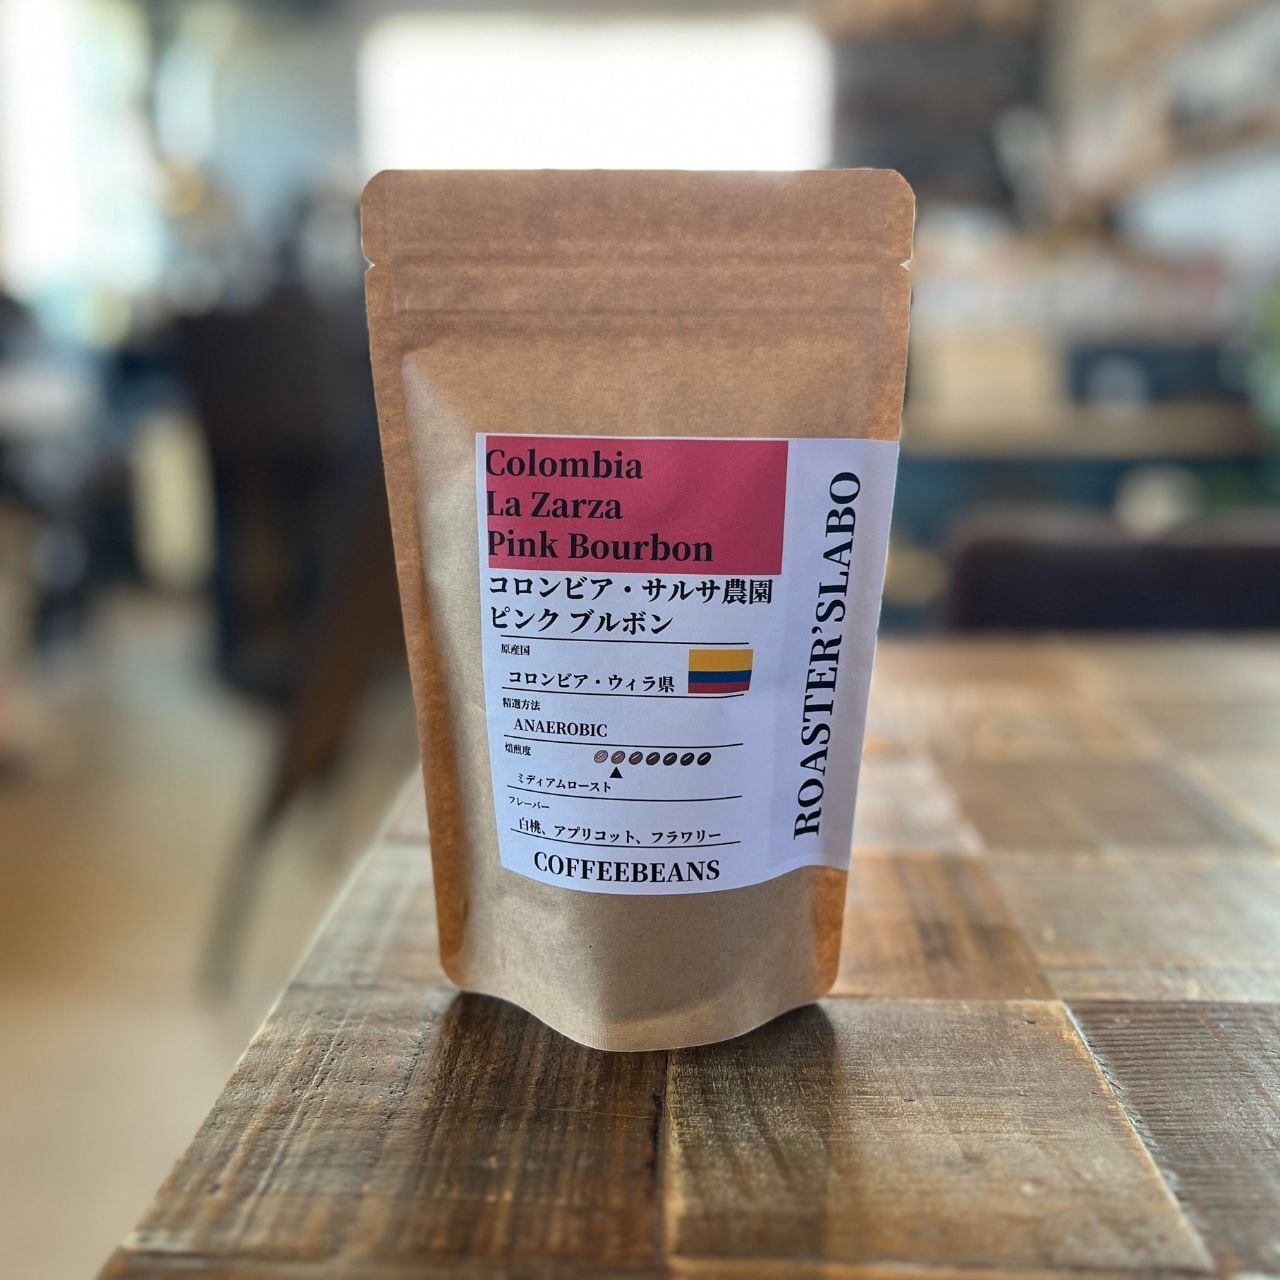 Colombia
La Zarza
Pink Bourbon
コロンビア・サルサ農園
ピンク ブルボン
原産国
コロンビア・ウィラ県
精選方法
ANAEROBIC
焙煎度
ミディアムロースト
フレーバー
白桃、アプリコット、フラワリー
COFFEEBEANS
ROASTER'SLABO